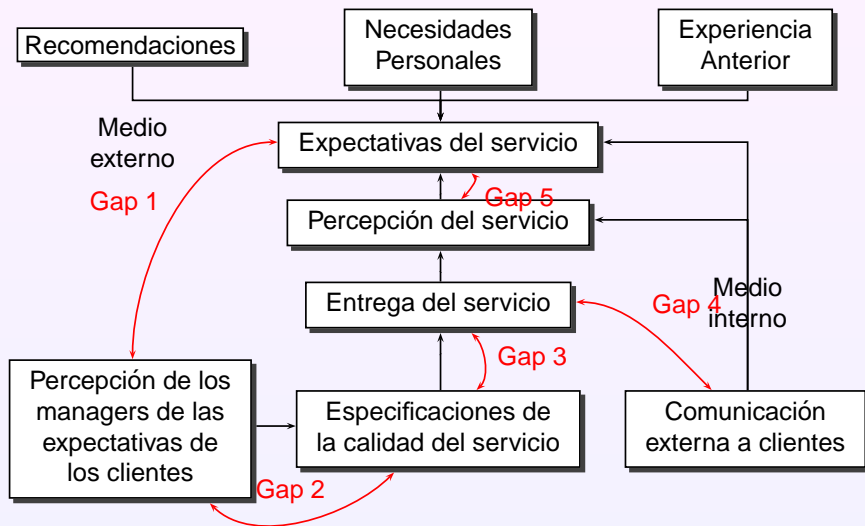 Recomendaciones
Necesidades
Personales
Experiencia
Anterior
Medio
externo
Expectativas del servicio
Gap 1
Gap 5
Percepción del servicio
Entrega del servicio
Gap 4
Medio
interno
Gap 3
Percepción de los
managers de las
expectativas de
los clientes
Especificaciones de
la calidad del servicio
Comunicación
externa a clientes
Gap 2